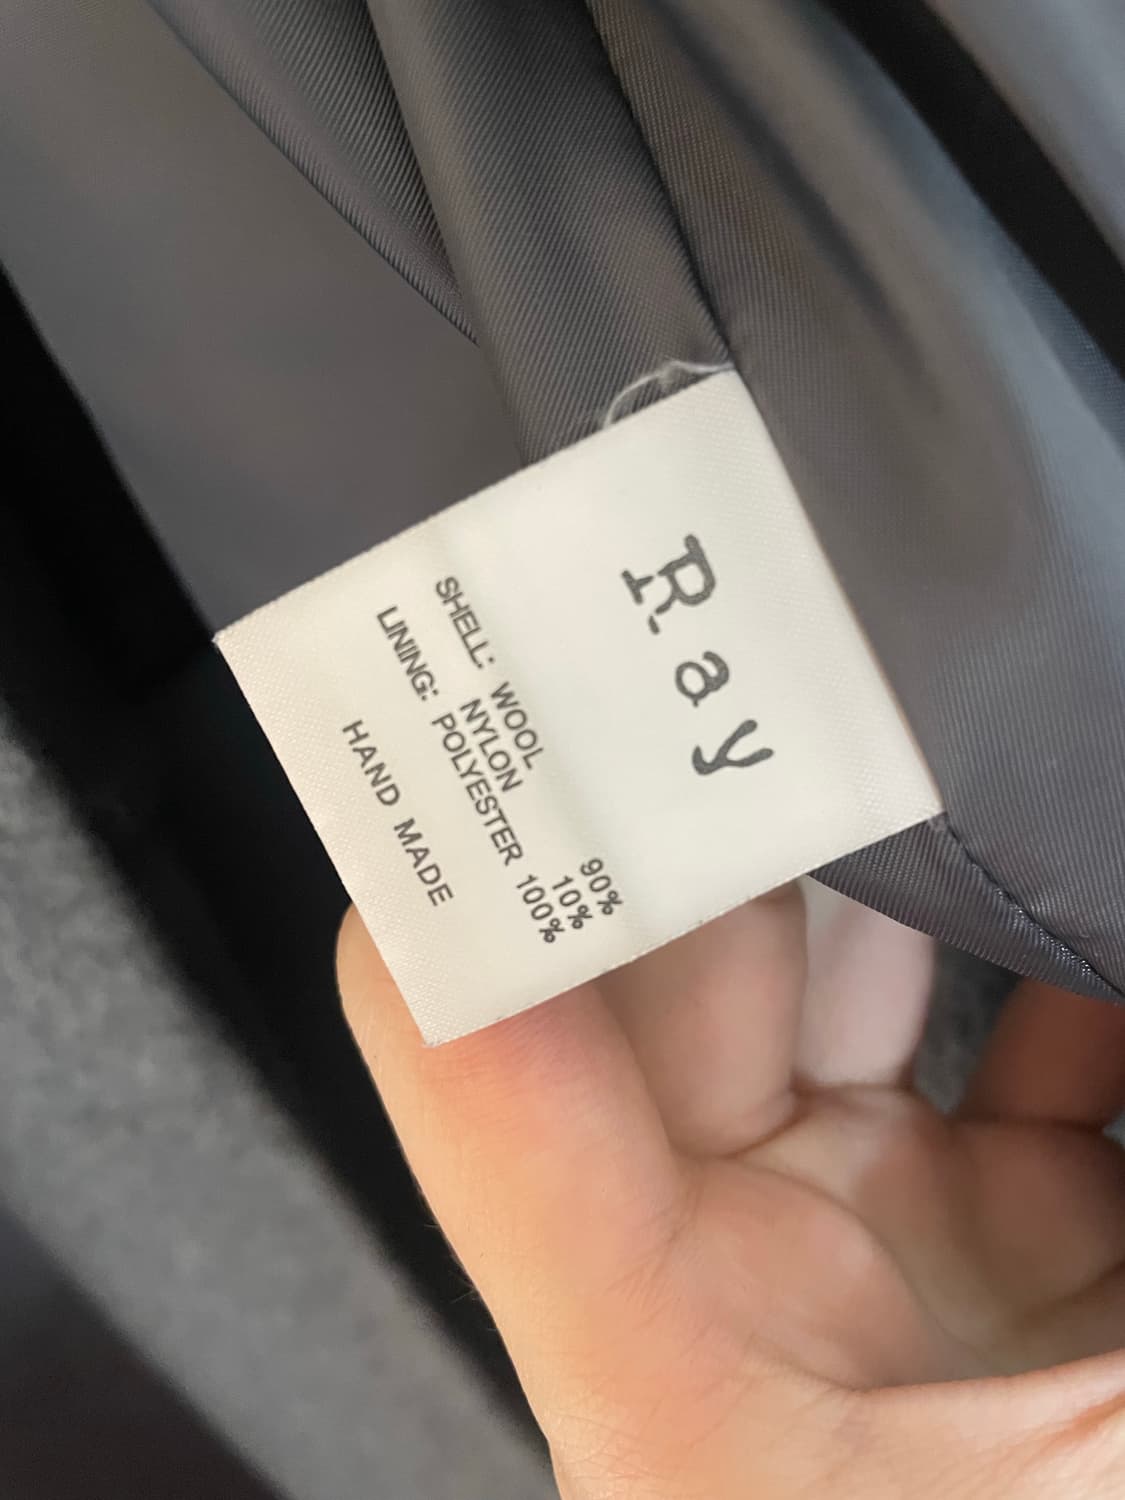 Ray
SHELL: WOOL 90%
NYLON 10%
LINING: POLYESTER 100%
HAND MADE